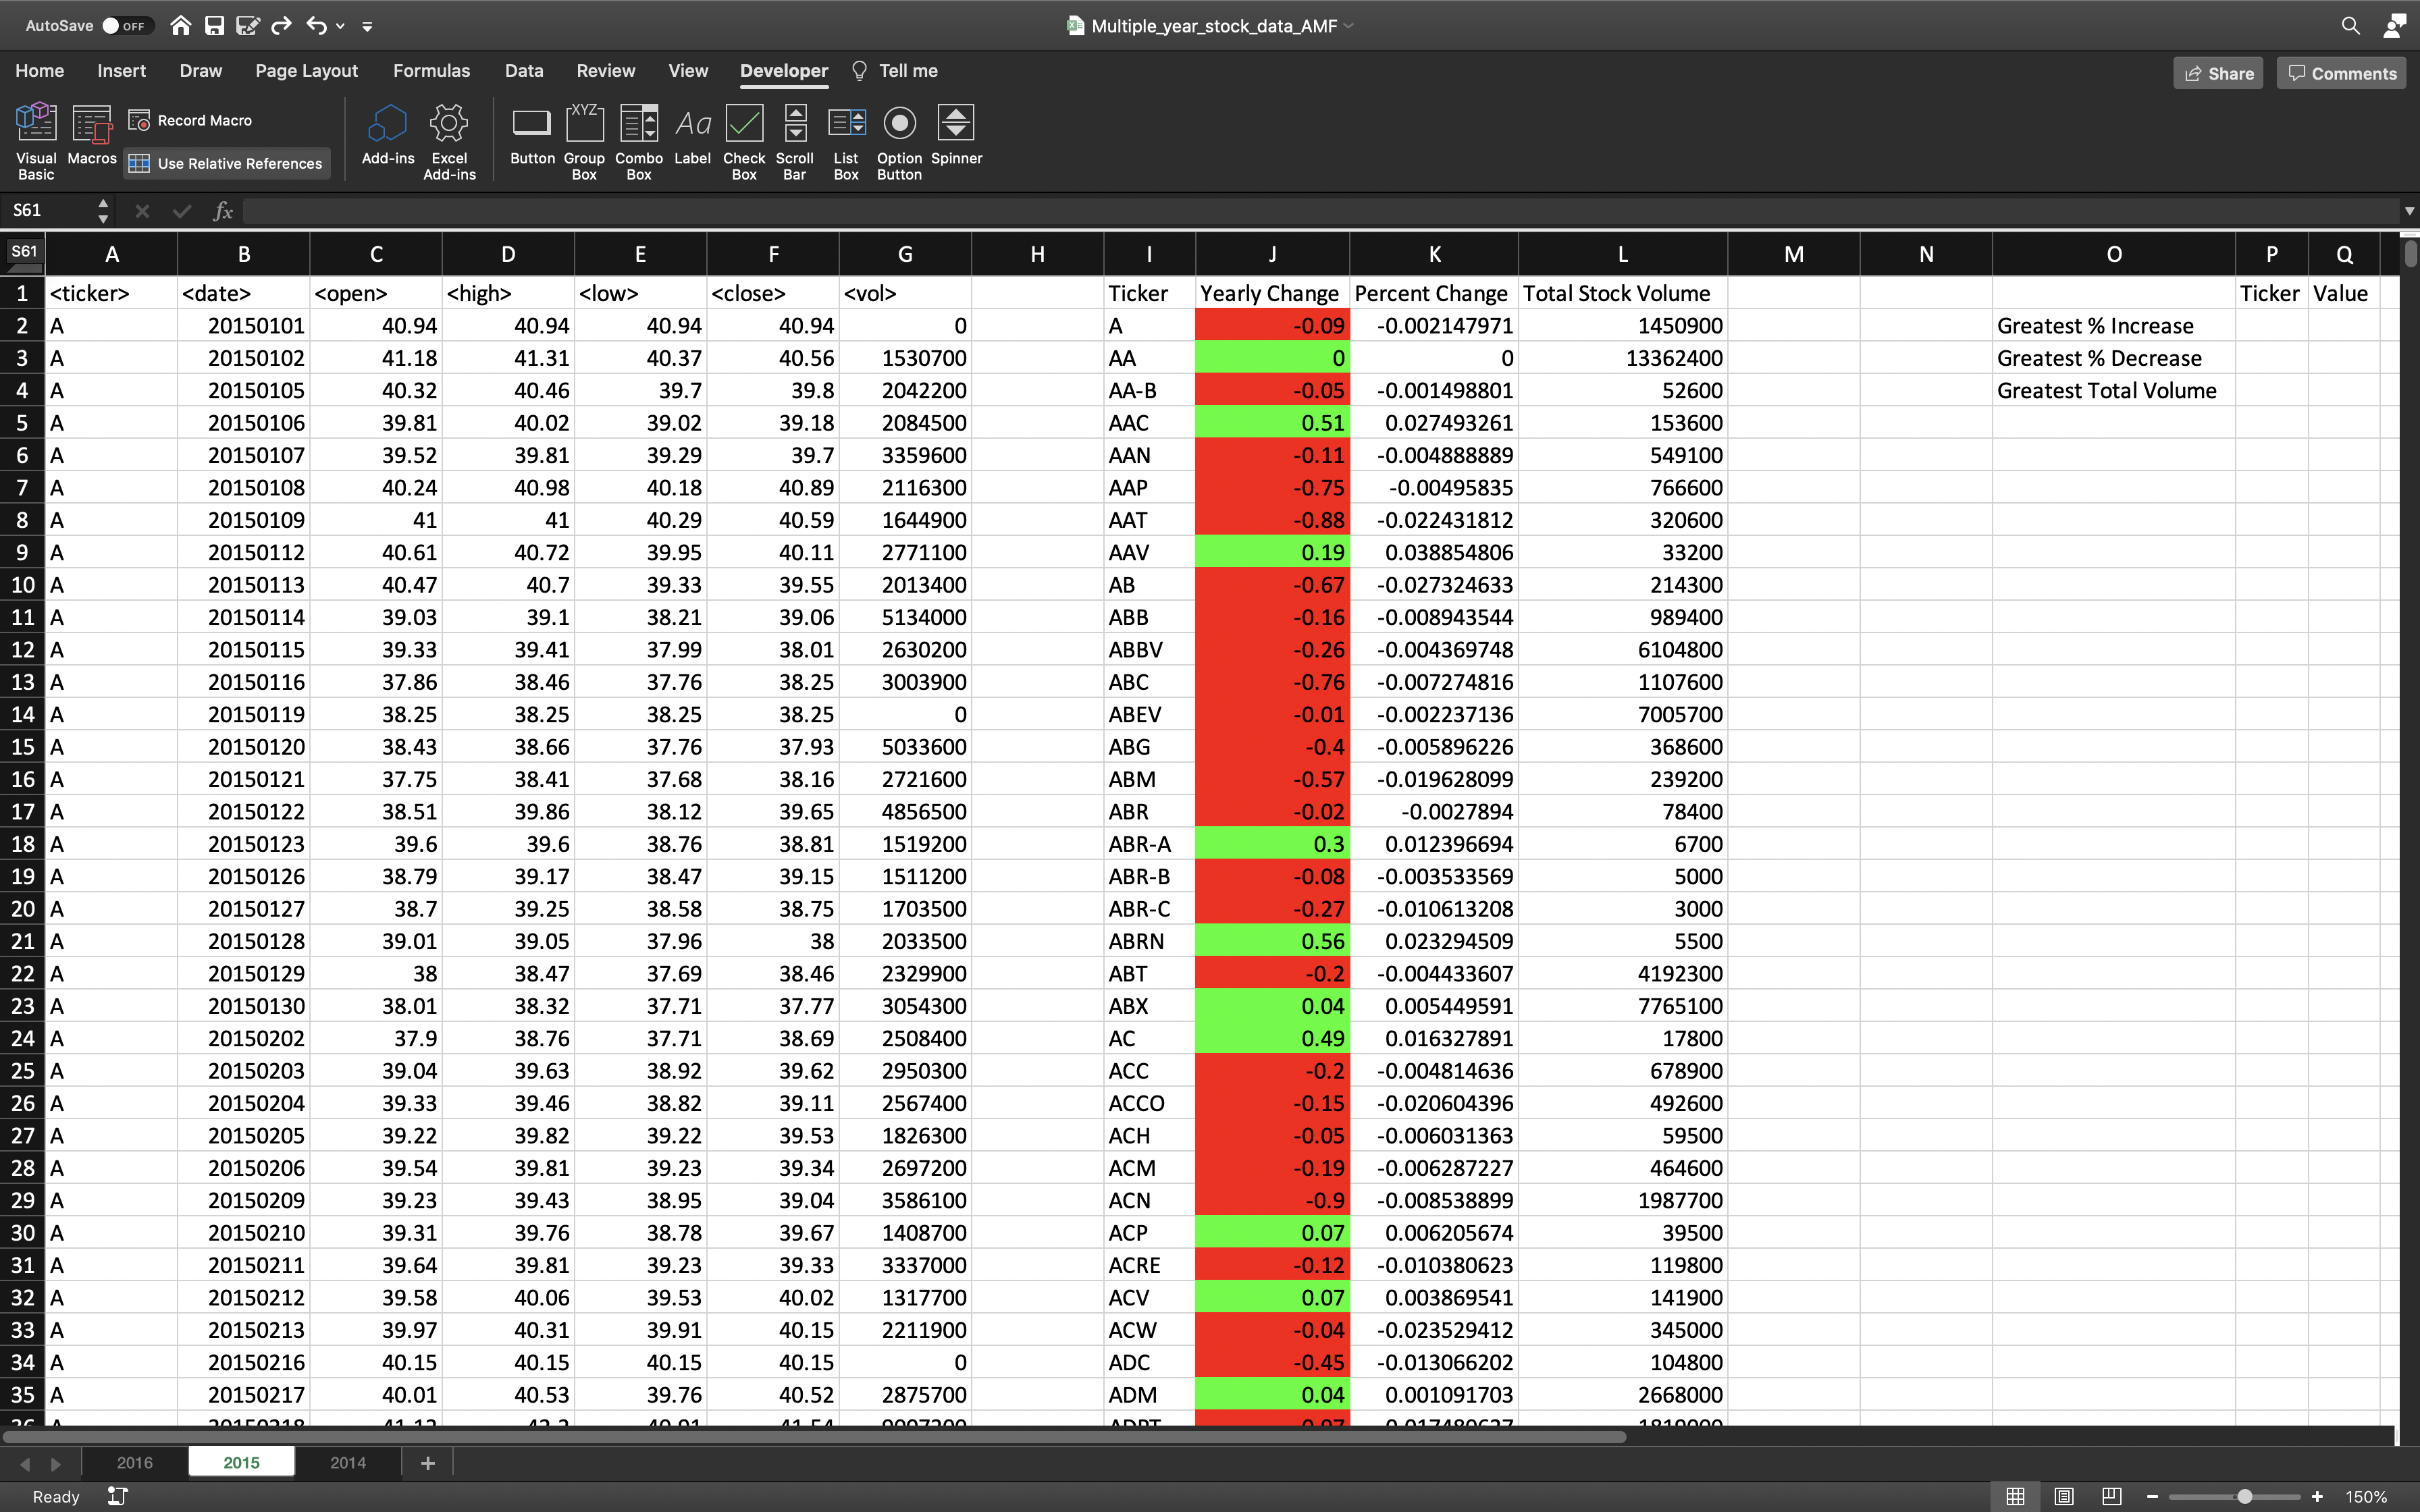 AutoSave OFF Multiple_year_stock_data_AMF
Home Insert Draw Page Layout Formulas Data Review View Developer Tell me Share Comments
Visual Basic Macros Record Macro Use Relative References Add-ins Excel Add-ins Button Group Box XYZ Combo Box Aa Label Check Box Scroll Bar List Box Option Button Spinner
S61 fx
S61 A B C D E F G H I J K L M N O P Q
1 <ticker> <date> <open> <high> <low> <close> <vol> Ticker Yearly Change Percent Change Total Stock Volume Ticker Value
2 A 20150101 40.94 40.94 40.94 40.94 0 A -0.09 -0.002147971 1450900 Greatest % Increase
3 A 20150102 41.18 41.31 40.37 40.56 1530700 AA 0 0 13362400 Greatest % Decrease
4 A 20150105 40.32 40.46 39.7 39.8 2042200 AA-B -0.05 -0.001498801 52600 Greatest Total Volume
5 A 20150106 39.81 40.02 39.02 39.18 2084500 AAC 0.51 0.027493261 153600
6 A 20150107 39.52 39.81 39.29 39.7 3359600 AAN -0.11 -0.004888889 549100
7 A 20150108 40.24 40.98 40.18 40.89 2116300 AAP -0.75 -0.00495835 766600
8 A 20150109 41 41 40.29 40.59 1644900 AAT -0.88 -0.022431812 320600
9 A 20150112 40.61 40.72 39.95 40.11 2771100 AAV 0.19 0.038854806 33200
10 A 20150113 40.47 40.7 39.33 39.55 2013400 AB -0.67 -0.027324633 214300
11 A 20150114 39.03 39.1 38.21 39.06 5134000 ABB -0.16 -0.008943544 989400
12 A 20150115 39.33 39.41 37.99 38.01 2630200 ABBV -0.26 -0.004369748 6104800
13 A 20150116 37.86 38.46 37.76 38.25 3003900 ABC -0.76 -0.007274816 1107600
14 A 20150119 38.25 38.25 38.25 38.25 0 ABEV -0.01 -0.002237136 7005700
15 A 20150120 38.43 38.66 37.76 37.93 5033600 ABG -0.4 -0.005896226 368600
16 A 20150121 37.75 38.41 37.68 38.16 2721600 ABM -0.57 -0.019628099 239200
17 A 20150122 38.51 39.86 38.12 39.65 4856500 ABR -0.02 -0.0027894 78400
18 A 20150123 39.6 39.6 38.76 38.81 1519200 ABR-A 0.3 0.012396694 6700
19 A 20150126 38.79 39.17 38.47 39.15 1511200 ABR-B -0.08 -0.003533569 5000
20 A 20150127 38.7 39.25 38.58 38.75 1703500 ABR-C -0.27 -0.010613208 3000
21 A 20150128 39.01 39.05 37.96 38 2033500 ABRN 0.56 0.023294509 5500
22 A 20150129 38 38.47 37.69 38.46 2329900 ABT -0.2 -0.004433607 4192300
23 A 20150130 38.01 38.32 37.71 37.77 3054300 ABX 0.04 0.005449591 7765100
24 A 20150202 37.9 38.76 37.71 38.69 2508400 AC 0.49 0.016327891 17800
25 A 20150203 39.04 39.63 38.92 39.62 2950300 ACC -0.2 -0.004814636 678900
26 A 20150204 39.33 39.46 38.82 39.11 2567400 ACCO -0.15 -0.020604396 492600
27 A 20150205 39.22 39.82 39.22 39.53 1826300 ACH -0.05 -0.006031363 59500
28 A 20150206 39.54 39.81 39.23 39.34 2697200 ACM -0.19 -0.006287227 464600
29 A 20150209 39.23 39.43 38.95 39.04 3586100 ACN -0.9 -0.008538899 1987700
30 A 20150210 39.31 39.76 38.78 39.67 1408700 ACP 0.07 0.006205674 39500
31 A 20150211 39.64 39.81 39.23 39.33 3337000 ACRE -0.12 -0.010380623 119800
32 A 20150212 39.58 40.06 39.53 40.02 1317700 ACV 0.07 0.003869541 141900
33 A 20150213 39.97 40.31 39.91 40.15 2211900 ACW -0.04 -0.023529412 345000
34 A 20150216 40.15 40.15 40.15 40.15 0 ADC -0.45 -0.013066202 104800
35 A 20150217 40.01 40.53 39.76 40.52 2875700 ADM 0.04 0.001091703 2668000
2016 2015 2014 +
Ready 150%